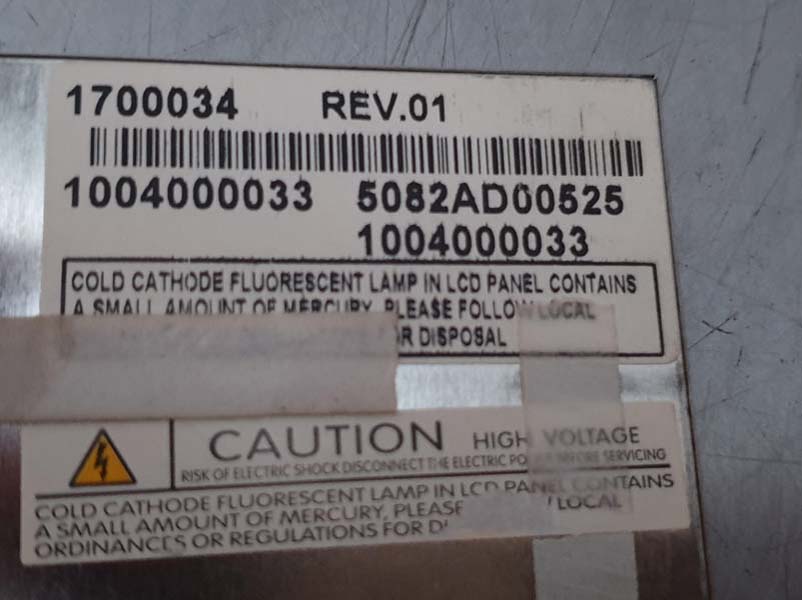 1700034 REV.01
1004000033 5082AD00525
1004000033
COLD CATHODE FLUORESCENT LAMP IN LCD PANEL CONTAINS
A SMALL AMOUNT OF MERCURY, PLEASE FOLLOW LOCAL
DISPOSAL
CAUTION HIGH VOLTAGE
RISK OF ELECTRIC SHOCK DISCONNECT THE ELECTRIC BEFORE SERVICING
COLD CATHODE FLUORESCENT LAMP IN LCD PANEL CONTAINS
A SMALL AMOUNT OF MERCURY, PLEASE LOCAL
ORDINANCES OR REGULATIONS FOR